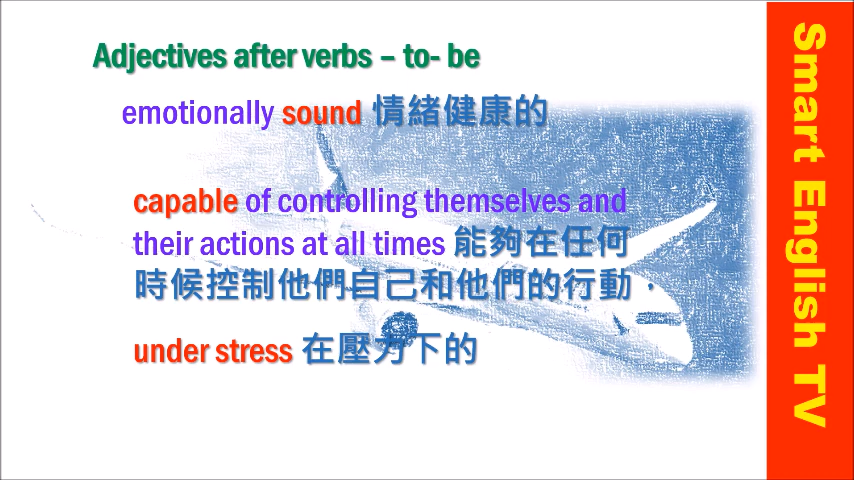 Adjectives after verbs – to- be
emotionally sound 情緒健康的
capable of controlling themselves and
their actions at all times 能夠在任何
時候控制他們自己和他們的行動．
under stress 在壓力下的
Smart English TV